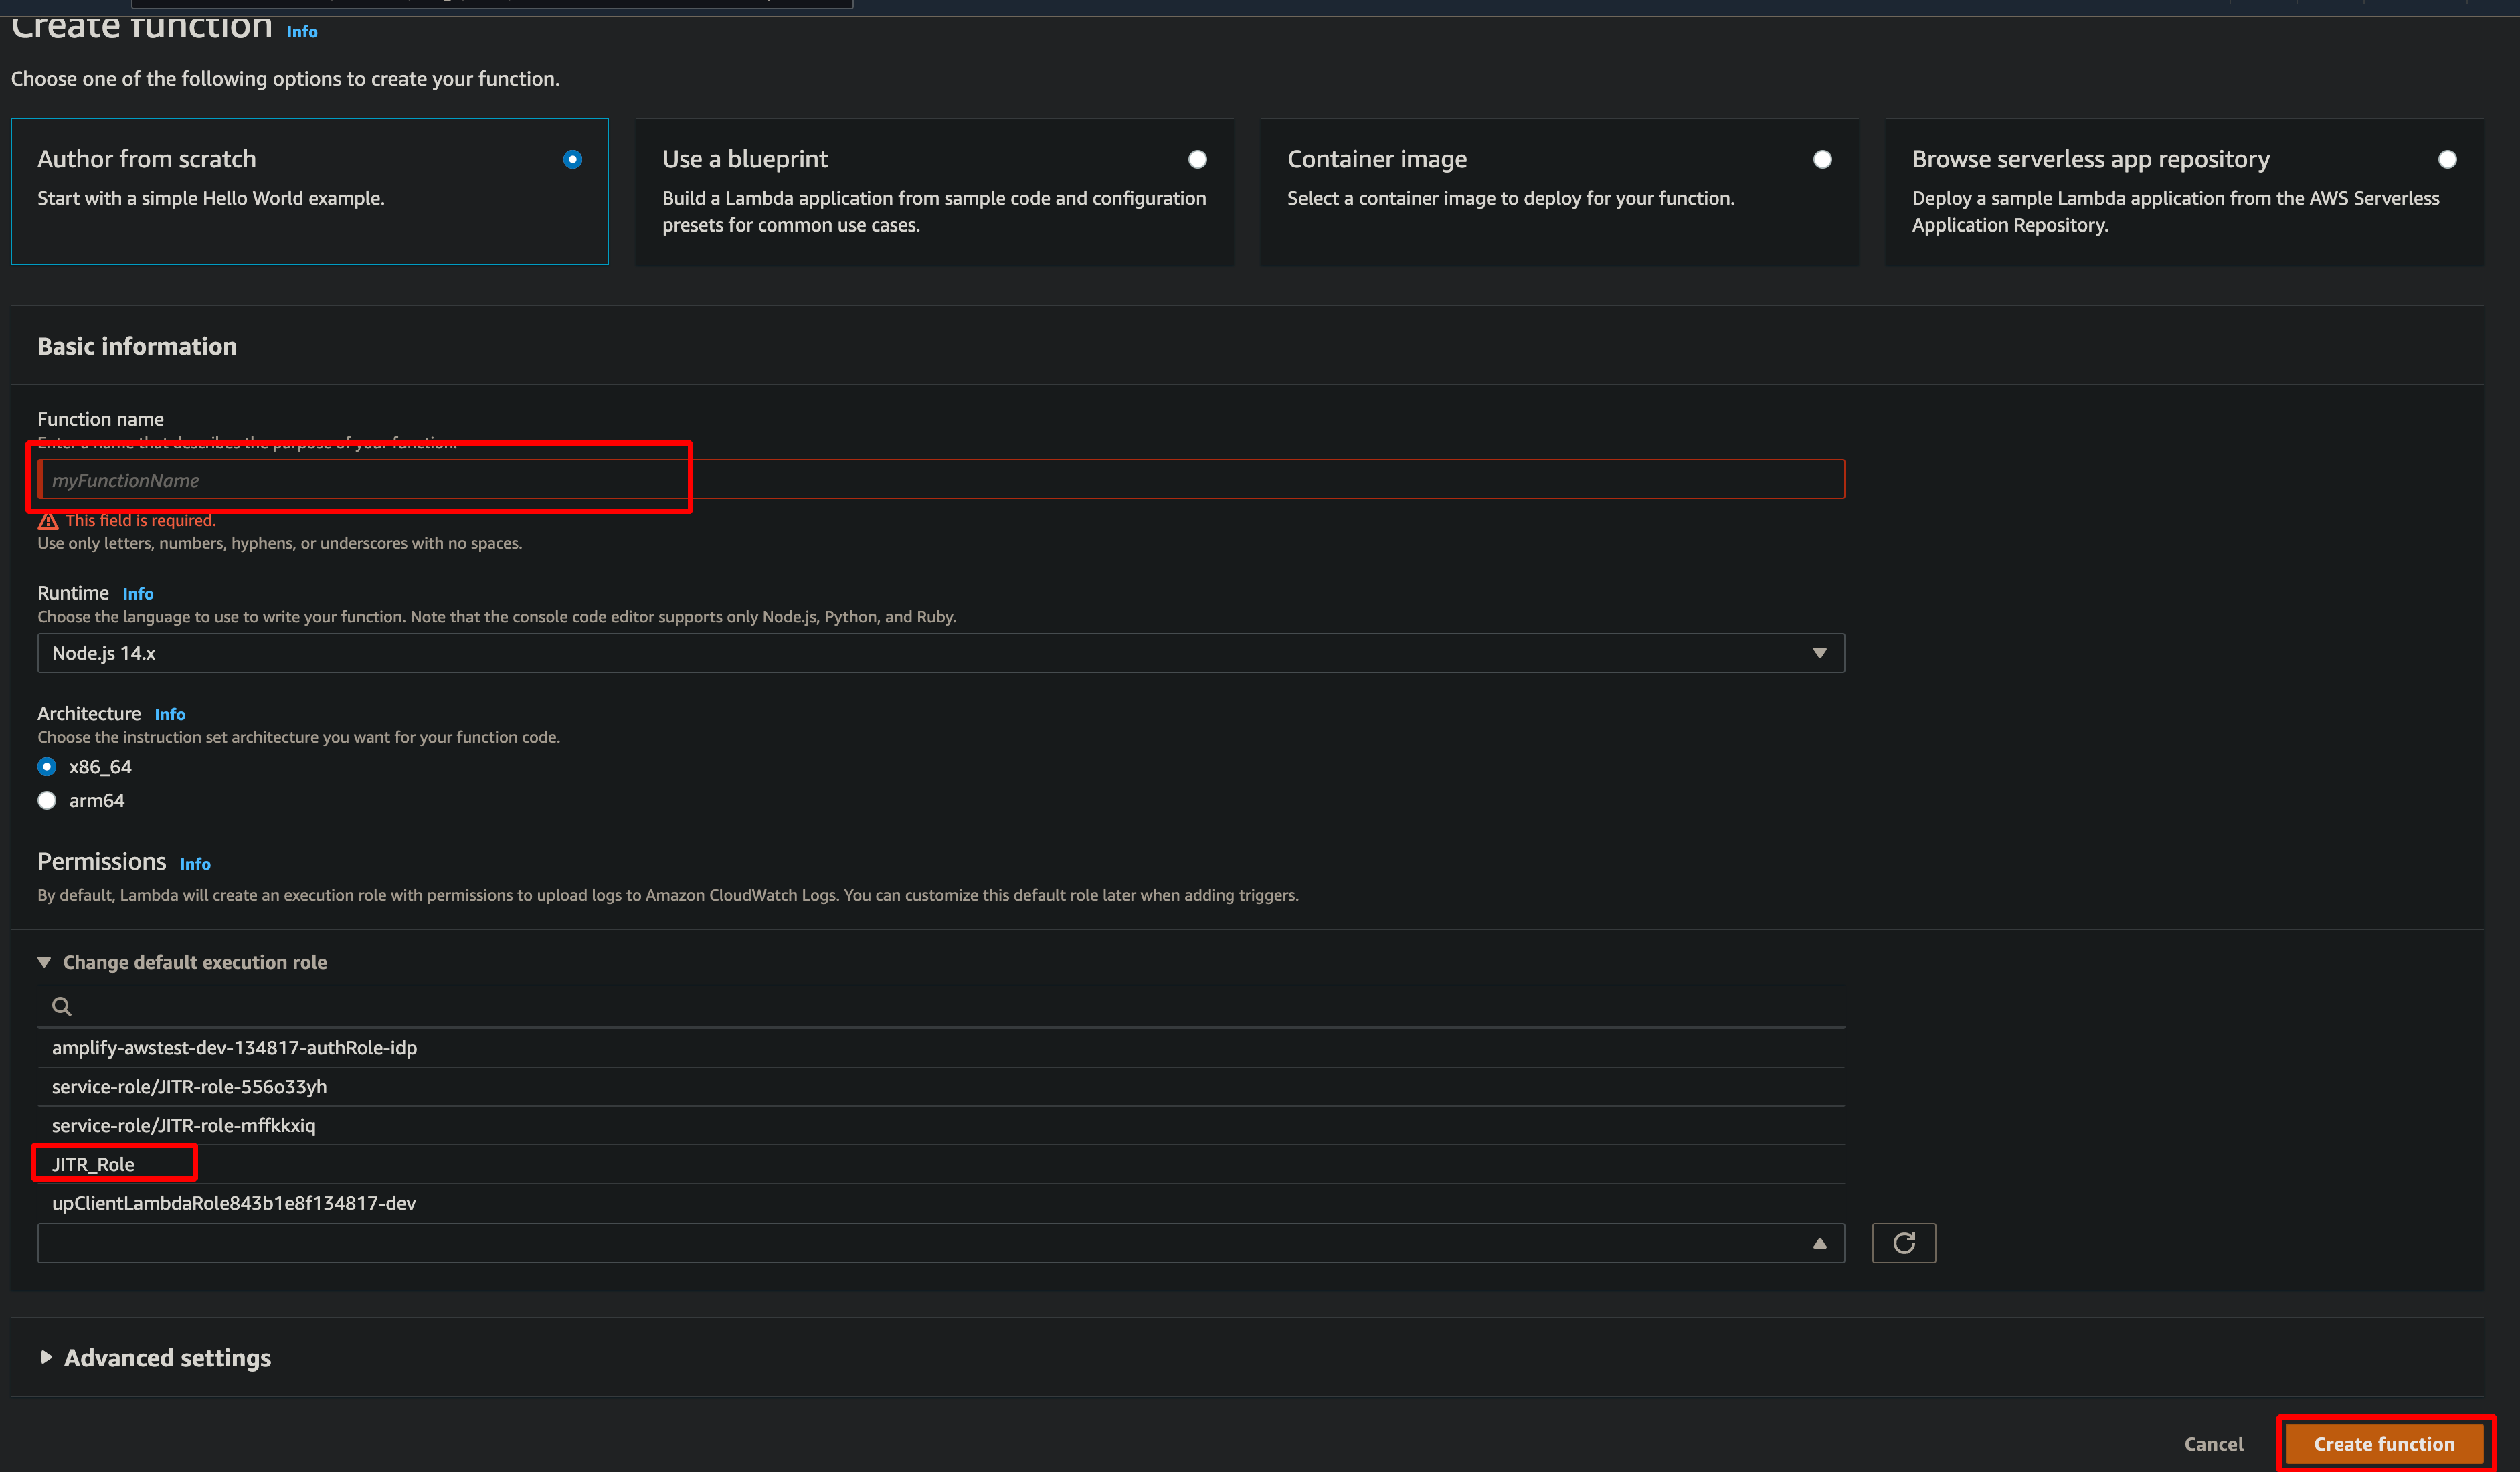 Create function Info
Choose one of the following options to create your function.
Author from scratch
Start with a simple Hello World example.
Use a blueprint
Build a Lambda application from sample code and configuration
presets for common use cases.
Container image
Select a container image to deploy for your function.
Browse serverless app repository
Deploy a sample Lambda application from the AWS Serverless
Application Repository.
Basic information
Function name
Enter a name that describes the purpose of your function.
myFunctionName
This field is required.
Use only letters, numbers, hyphens, or underscores with no spaces.
Runtime Info
Choose the language to use to write your function. Note that the console code editor supports only Node.js, Python, and Ruby.
Node.js 14.x
Architecture Info
Choose the instruction set architecture you want for your function code.
x86_64
arm64
Permissions Info
By default, Lambda will create an execution role with permissions to upload logs to Amazon CloudWatch Logs. You can customize this default role later when adding triggers.
Change default execution role
amplify-awstest-dev-134817-authRole-idp
service-role/JITR-role-556o33yh
service-role/JITR-role-mffkkxiq
JITR_Role
upClientLambdaRole843b1e8f134817-dev
Advanced settings
Cancel
Create function